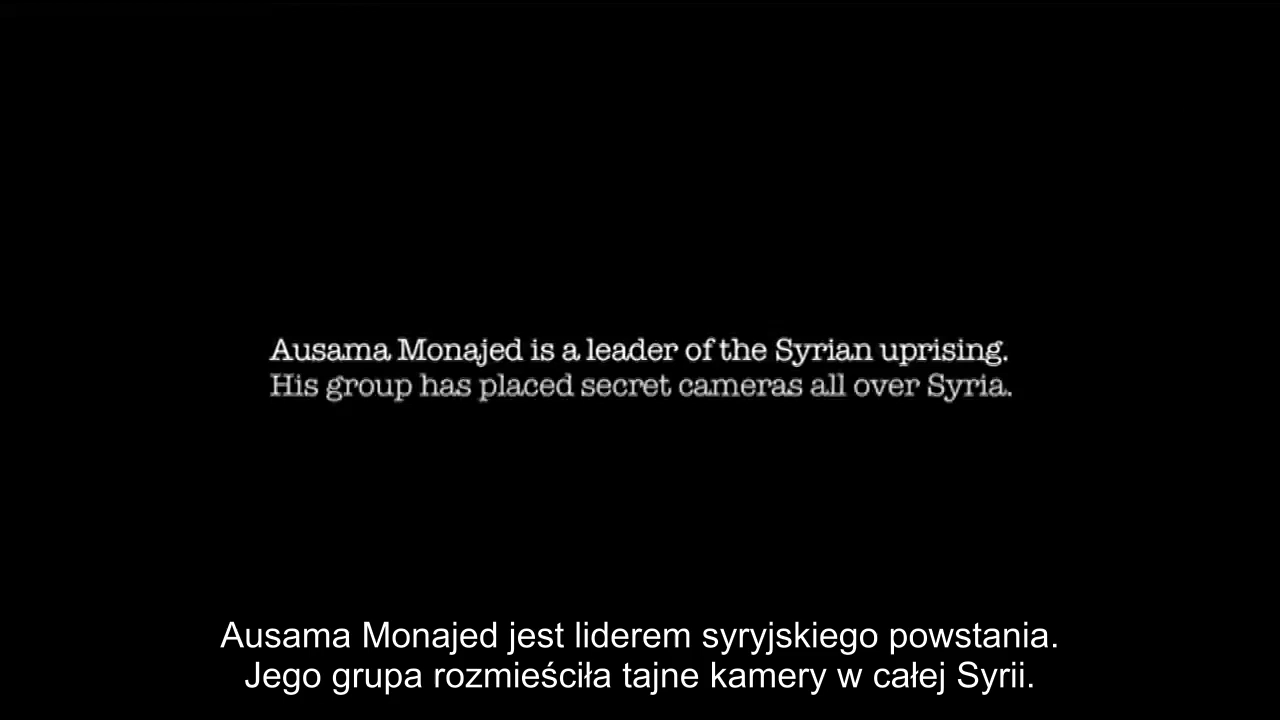 Ausama Monajed is a leader of the Syrian uprising.
His group has placed secret cameras all over Syria.
Ausama Monajed jest liderem syryjskiego powstania.
Jego grupa rozmieściła tajne kamery w całej Syrii.